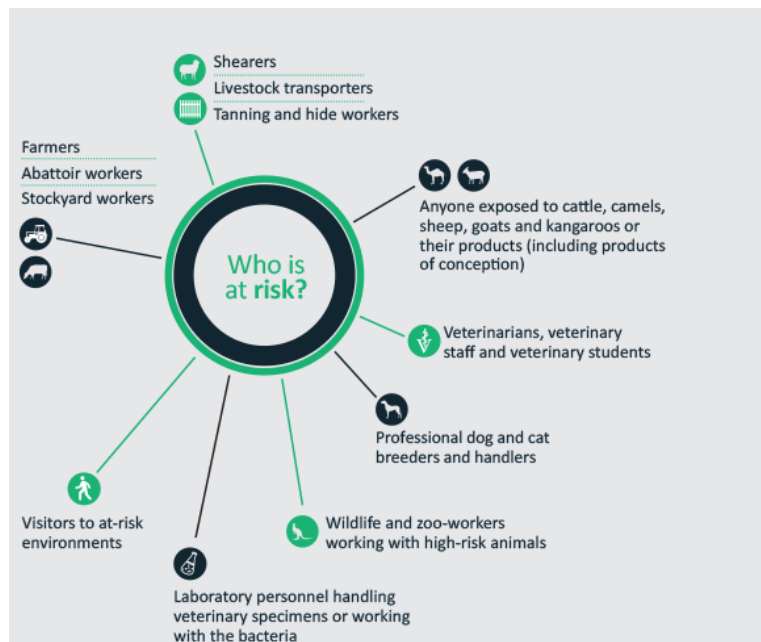 Shearers
Livestock transporters
Tanning and hide workers
Farmers
Abattoir workers
Stockyard workers
Who is
at risk?
Anyone exposed to cattle, camels,
sheep, goats and kangaroos or
their products (including products
of conception)
Veterinarians, veterinary
staff and veterinary students
Professional dog and cat
breeders and handlers
Wildlife and zoo-workers
working with high-risk animals
Laboratory personnel handling
veterinary specimens or working
with the bacteria
Visitors to at-risk
environments